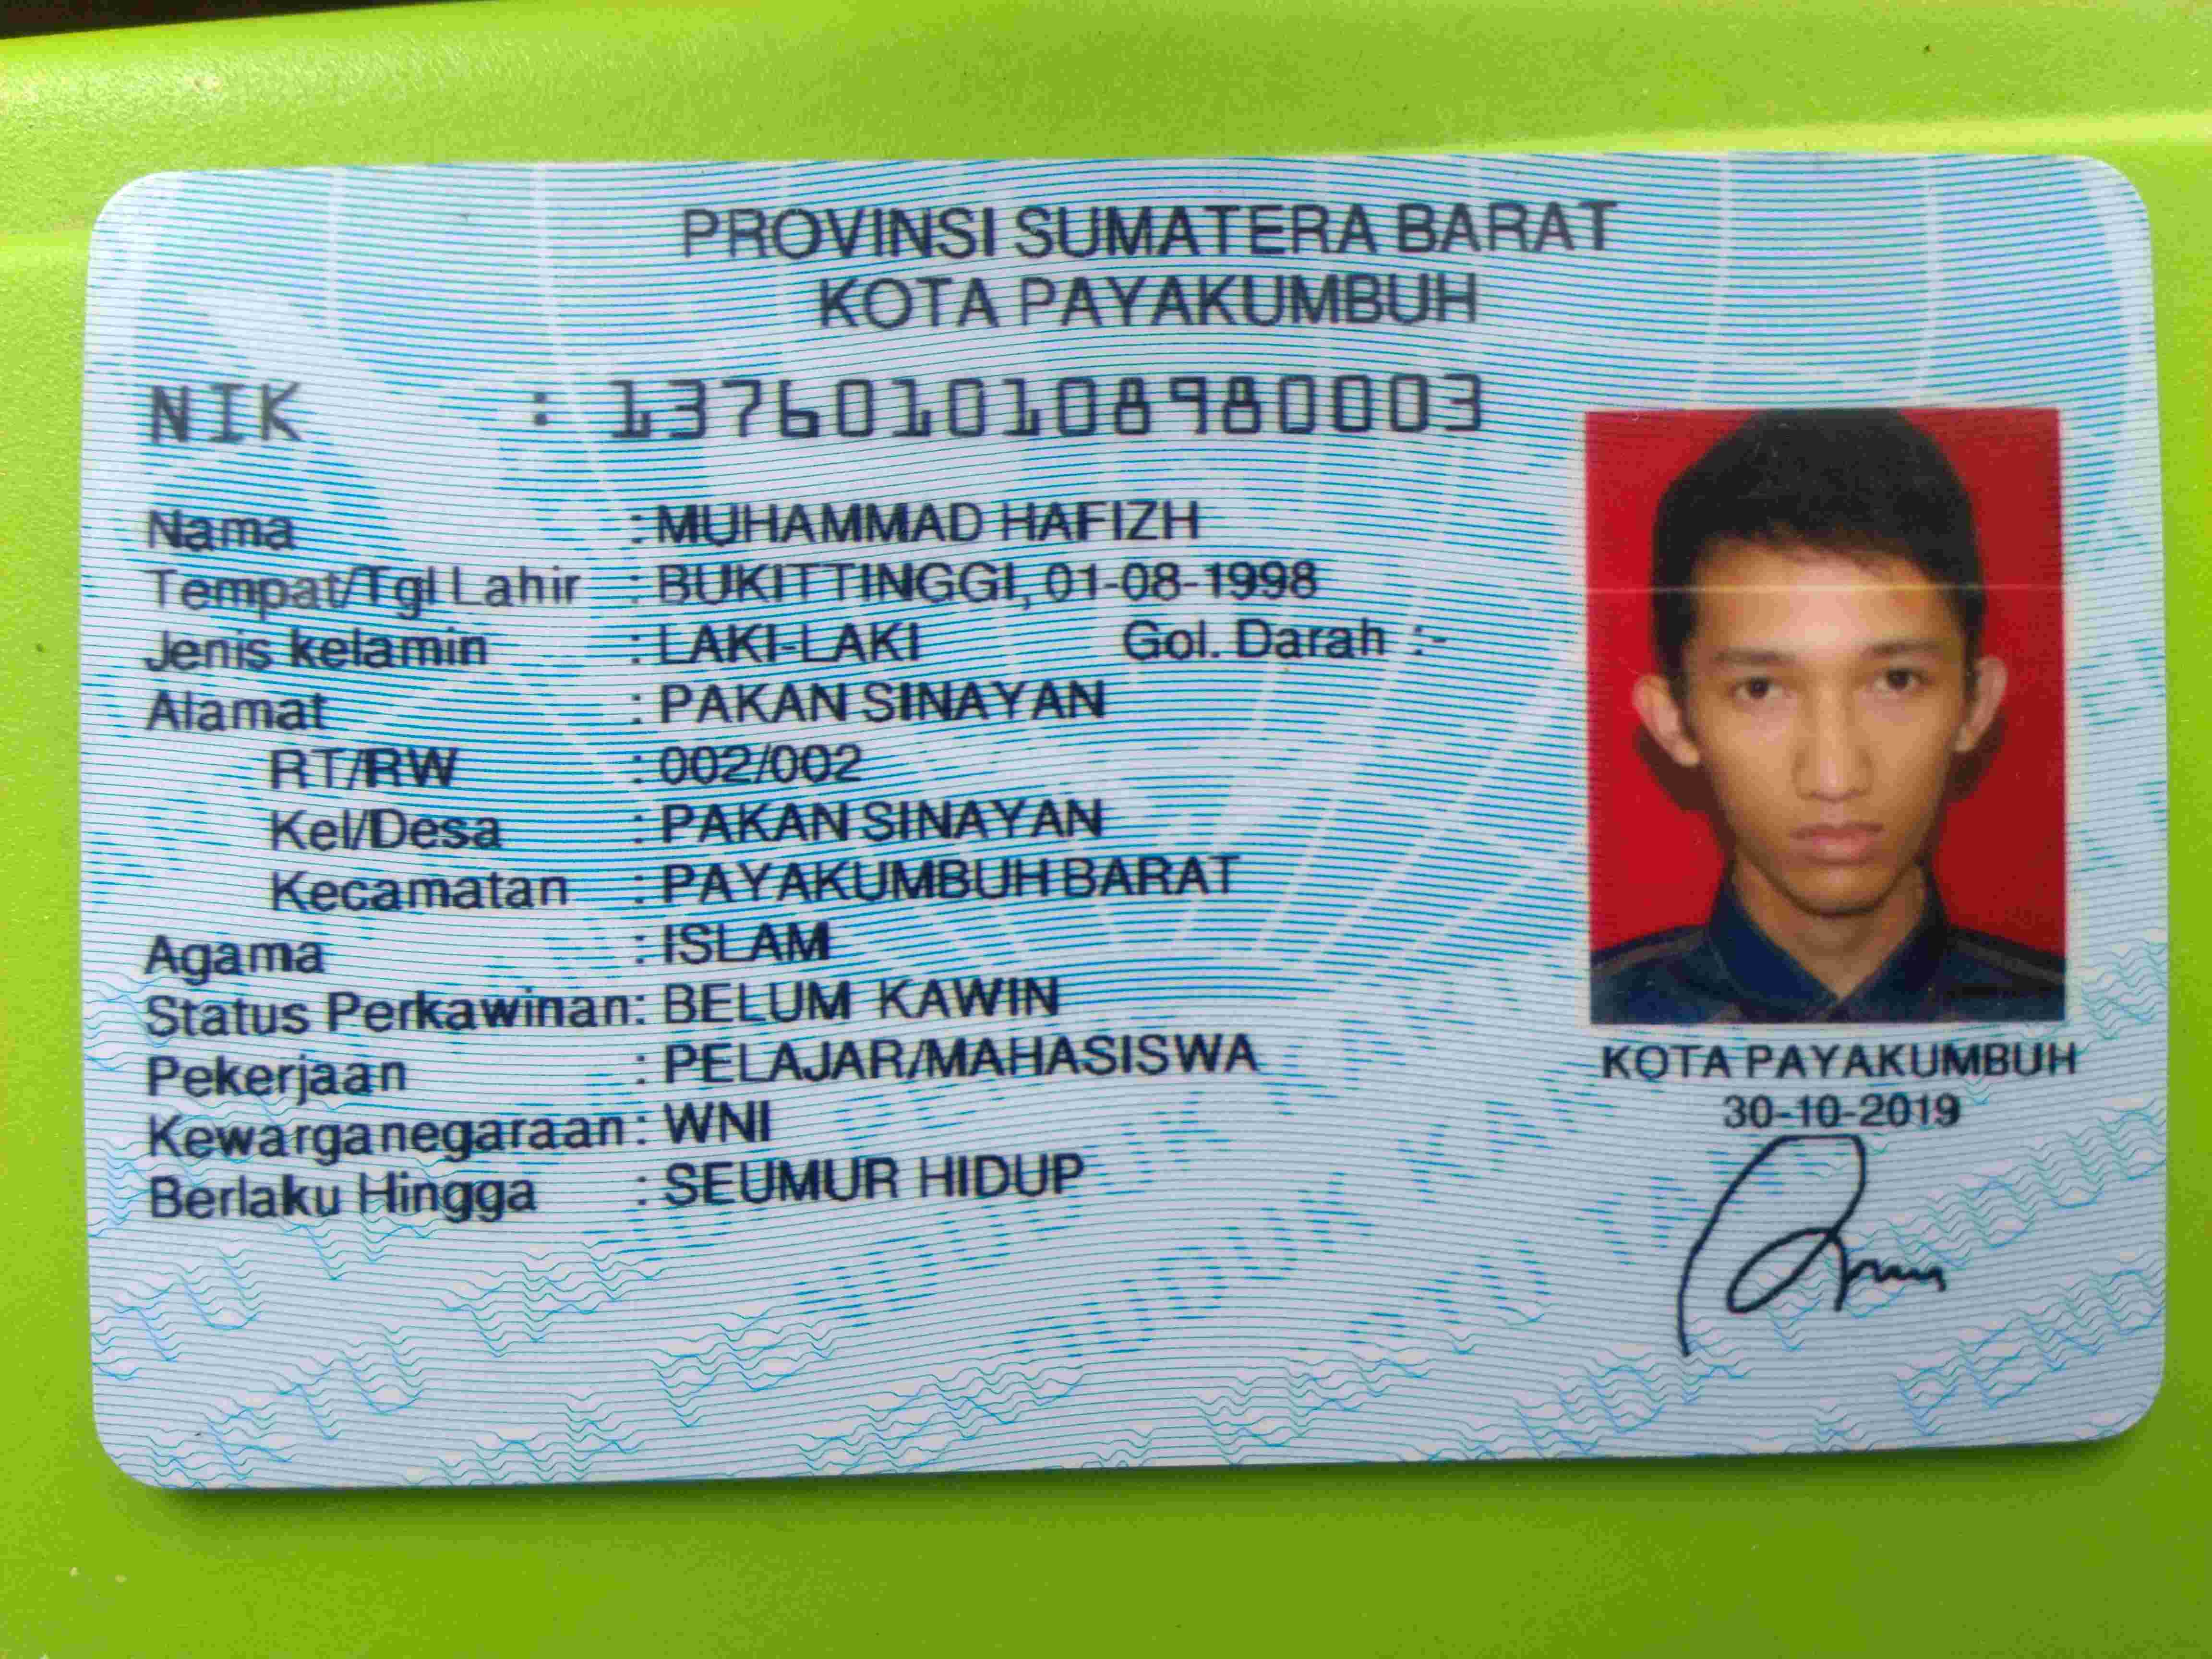 PROVINSI SUMATERA BARAT
KOTA PAYAKUMBUH
NIK : 1376010108980003
Nama : MUHAMMAD HAFIZH
Tempat/Tgl Lahir : BUKITTINGGI, 01-08-1998
Jenis kelamin : LAKI-LAKI Gol. Darah :-
Alamat : PAKAN SINAYAN
RT/RW : 002/002
Kel/Desa : PAKAN SINAYAN
Kecamatan : PAYAKUMBUH BARAT
Agama : ISLAM
Status Perkawinan: BELUM KAWIN
Pekerjaan : PELAJAR/MAHASISWA
Kewarganegaraan: WNI
Berlaku Hingga : SEUMUR HIDUP
KOTA PAYAKUMBUH
30-10-2019